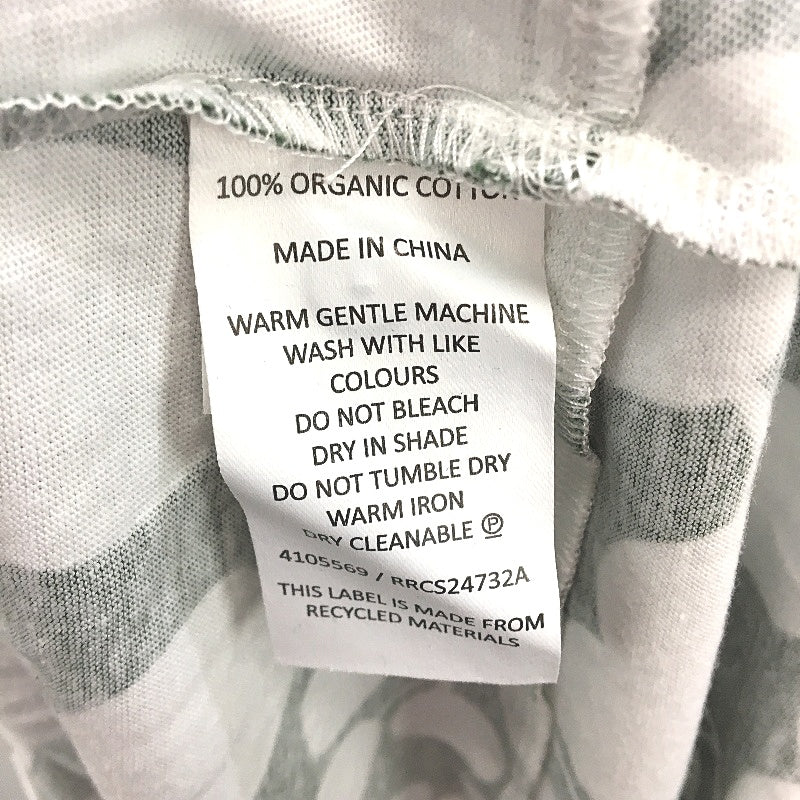 100% ORGANIC COTTON
MADE IN CHINA
WARM GENTLE MACHINE
WASH WITH LIKE
COLOURS
DO NOT BLEACH
DRY IN SHADE
DO NOT TUMBLE DRY
WARM IRON
DRY CLEANABLE Ⓟ
4105569 / RRCS24732A
THIS LABEL IS MADE FROM
RECYCLED MATERIALS